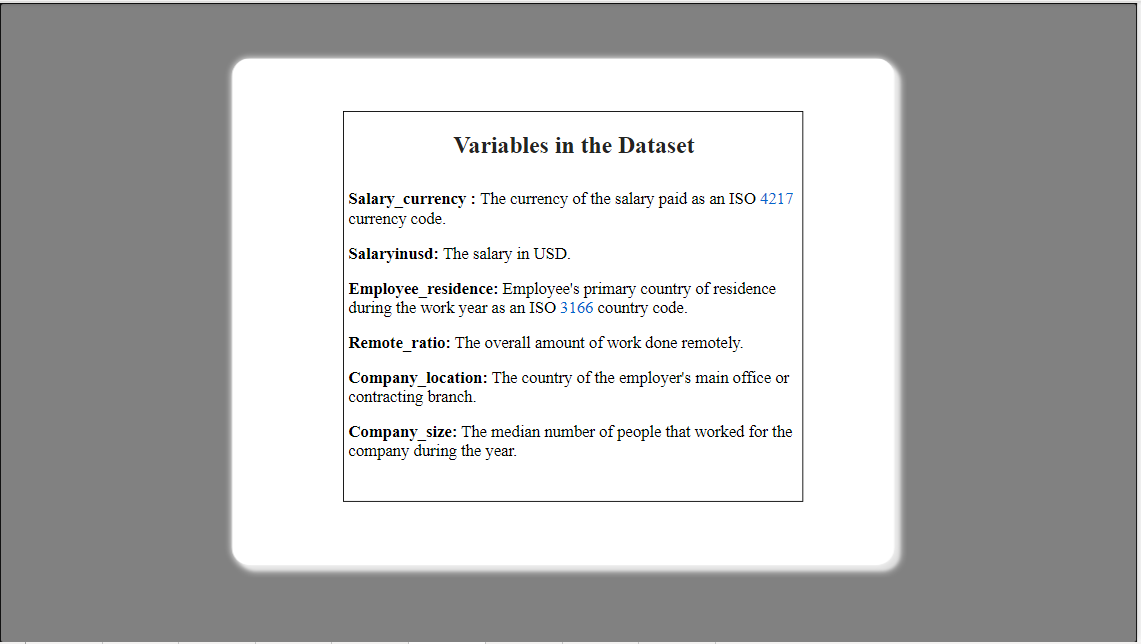 Variables in the Dataset
Salary_currency : The currency of the salary paid as an ISO 4217
currency code.
Salaryinusd: The salary in USD.
Employee_residence: Employee's primary country of residence
during the work year as an ISO 3166 country code.
Remote_ratio: The overall amount of work done remotely.
Company_location: The country of the employer's main office or
contracting branch.
Company_size: The median number of people that worked for the
company during the year.